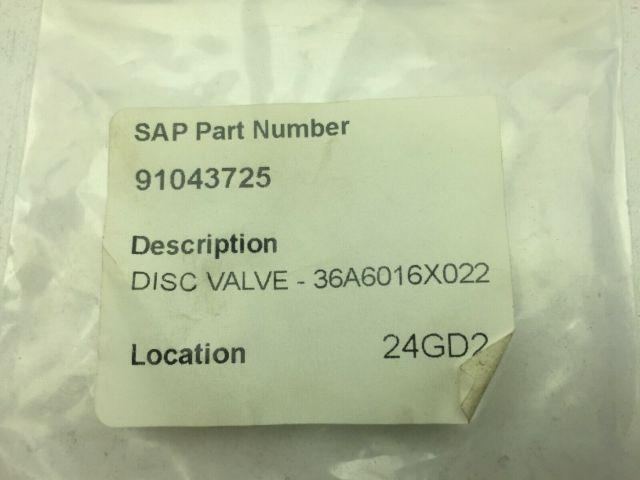 SAP Part Number
91043725
Description
DISC VALVE - 36A6016X022
Location 24GD2